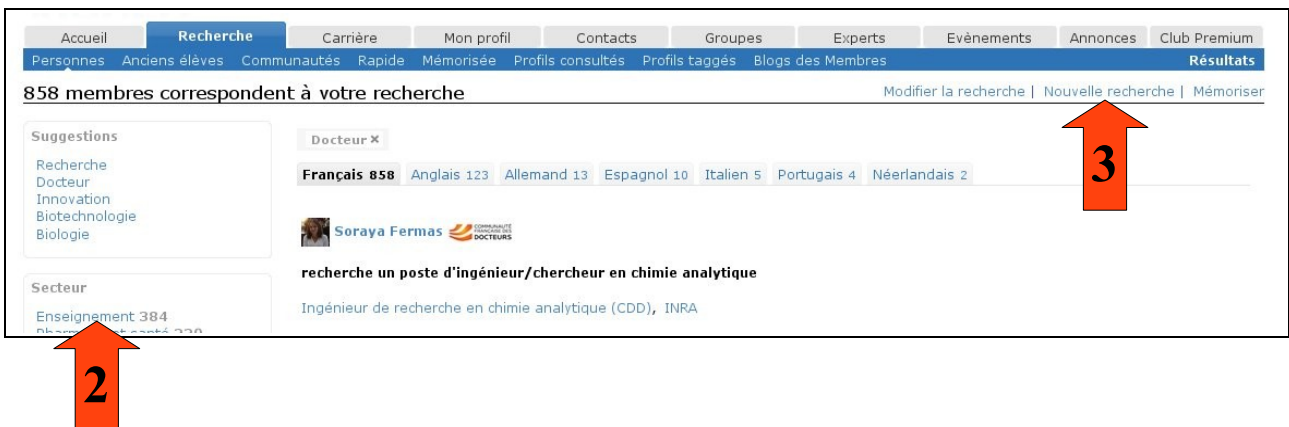 Accueil Recherche Carrière Mon profil Contacts Groupes Experts Evènements Annonces Club Premium
Personnes Anciens élèves Communautés Rapide Mémorisée Profils consultés Profils taggés Blogs des Membres Résultats
858 membres correspondent à votre recherche Modifier la recherche | Nouvelle recherche | Mémoriser
Suggestions
Recherche
Docteur
Innovation
Biotechnologie
Biologie
Secteur
Enseignement 384
Docteur ×
Français 858 Anglais 123 Allemand 13 Espagnol 10 Italien 5 Portugais 4 Néerlandais 2
Soraya Fermas COMMUNAUTÉ FRANÇAISE DES DOCTEURS
recherche un poste d'ingénieur/chercheur en chimie analytique
Ingénieur de recherche en chimie analytique (CDD), INRA
3
2